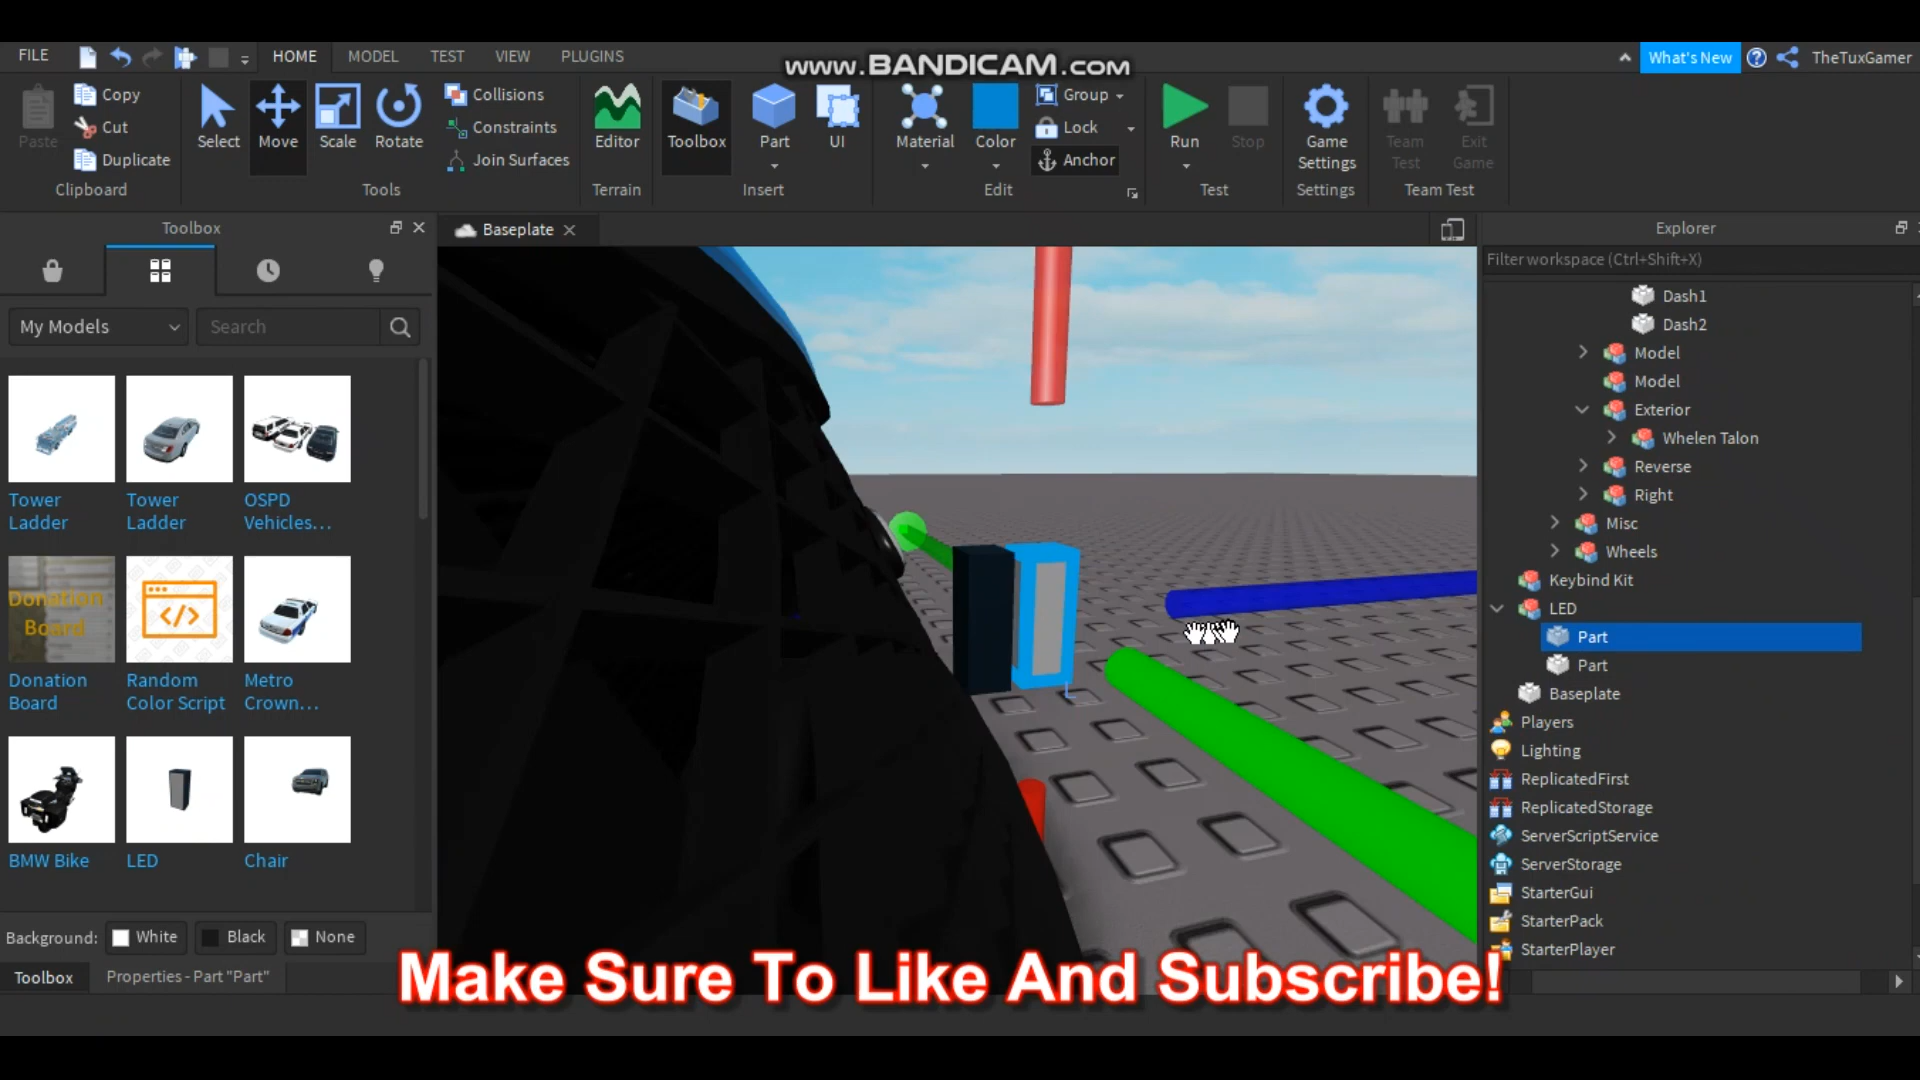 www.BANDICAM.com
FILE HOME MODEL TEST VIEW PLUGINS What's New TheTuxGamer
Paste Copy Cut Duplicate Clipboard
Select Move Scale Rotate Tools
Collisions Constraints Join Surfaces
Editor Terrain
Toolbox Part UI Insert
Material Color Group Lock Anchor Edit
Run Stop Test
Game Settings Settings
Team Test Exit Game Team Test
Toolbox
My Models Search
Tower Ladder
Tower Ladder
OSPD Vehicles...
Donation Board
Donation Board
Random Color Script
Metro Crown...
BMW Bike
LED
Chair
Background: White Black None
Toolbox Properties - Part "Part"
Baseplate
Explorer
Filter workspace (Ctrl+Shift+X)
Dash1
Dash2
Model
Model
Exterior
Whelen Talon
Reverse
Right
Misc
Wheels
Keybind Kit
LED
Part
Part
Baseplate
Players
Lighting
ReplicatedFirst
ReplicatedStorage
ServerScriptService
ServerStorage
StarterGui
StarterPack
StarterPlayer
Make Sure To Like And Subscribe!